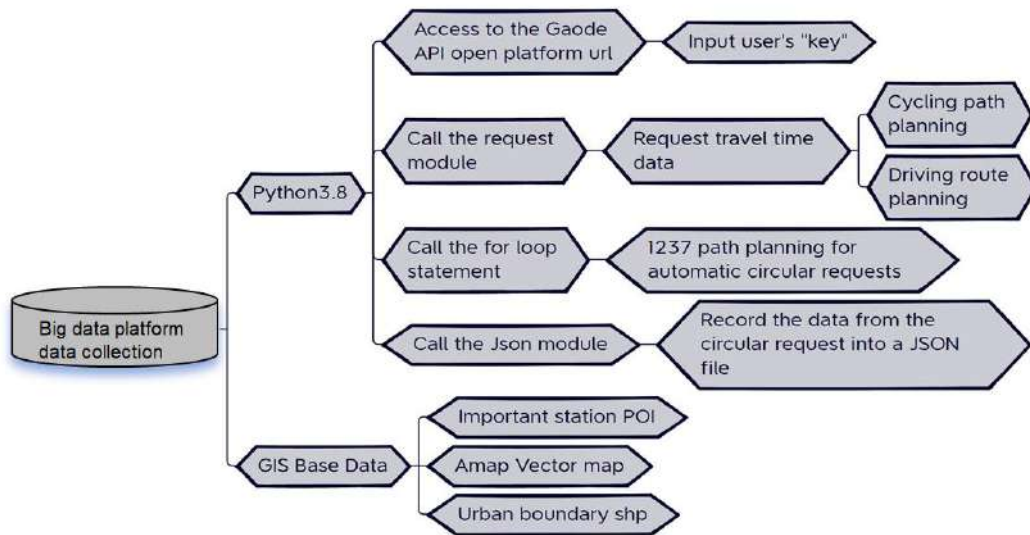 Access to the Gaode
API open platform url
Input user's "key"
Cycling path
planning
Call the request
module
Request travel time
data
Driving route
planning
Python3.8
Call the for loop
statement
1237 path planning for
automatic circular requests
Big data platform
data collection
Call the Json module
Record the data from the
circular request into a JSON
file
Important station POI
GIS Base Data
Amap Vector map
Urban boundary shp